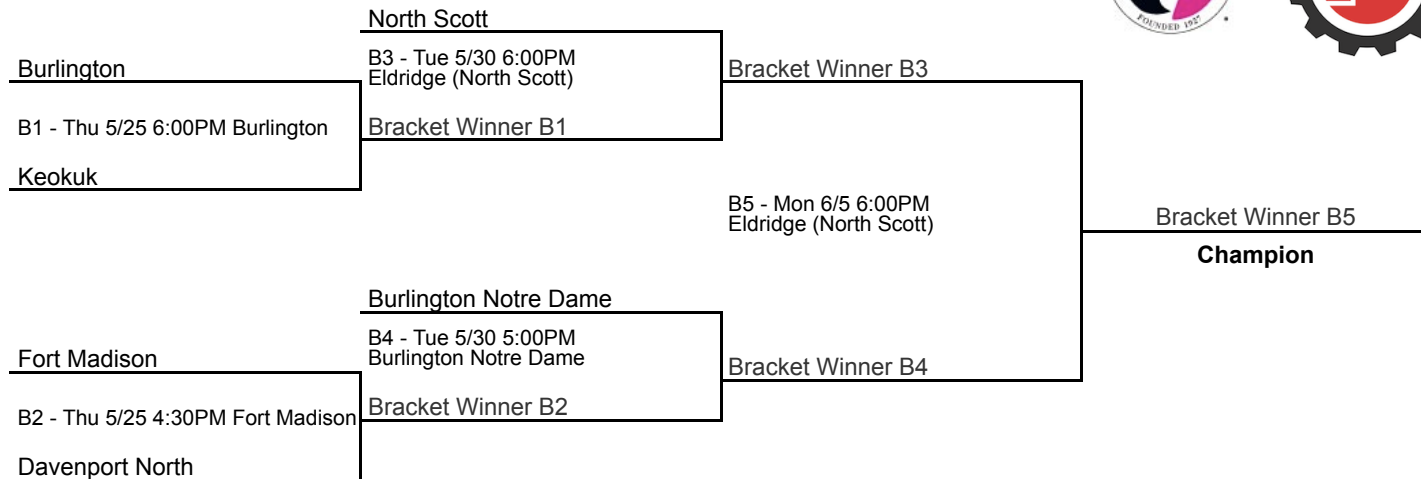 North Scott
B3 - Tue 5/30 6:00PM
Eldridge (North Scott)
Burlington
Bracket Winner B3
B1 - Thu 5/25 6:00PM Burlington
Bracket Winner B1
Keokuk
B5 - Mon 6/5 6:00PM
Eldridge (North Scott)
Bracket Winner B5
Champion
Burlington Notre Dame
B4 - Tue 5/30 5:00PM
Burlington Notre Dame
Fort Madison
Bracket Winner B4
B2 - Thu 5/25 4:30PM Fort Madison
Bracket Winner B2
Davenport North
FOUNDED 1927